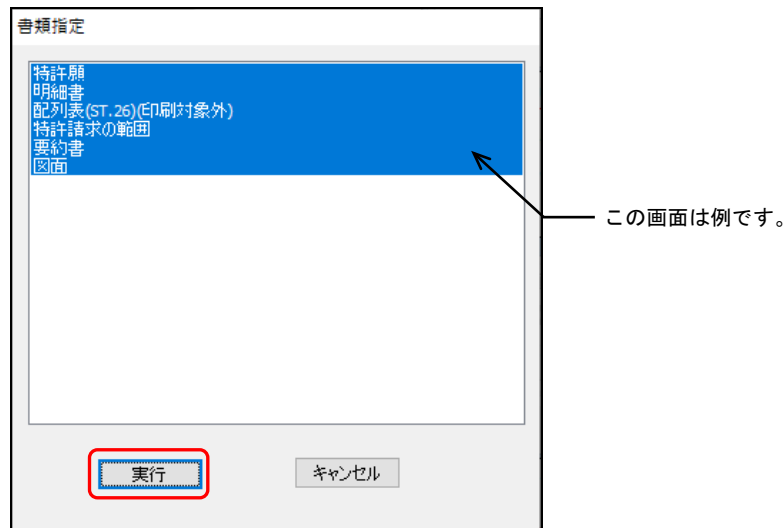 書類指定
特許願
明細書
配列表(ST.26)(印刷対象外)
特許請求の範囲
要約書
図面
この画面は例です。
実行
キャンセル